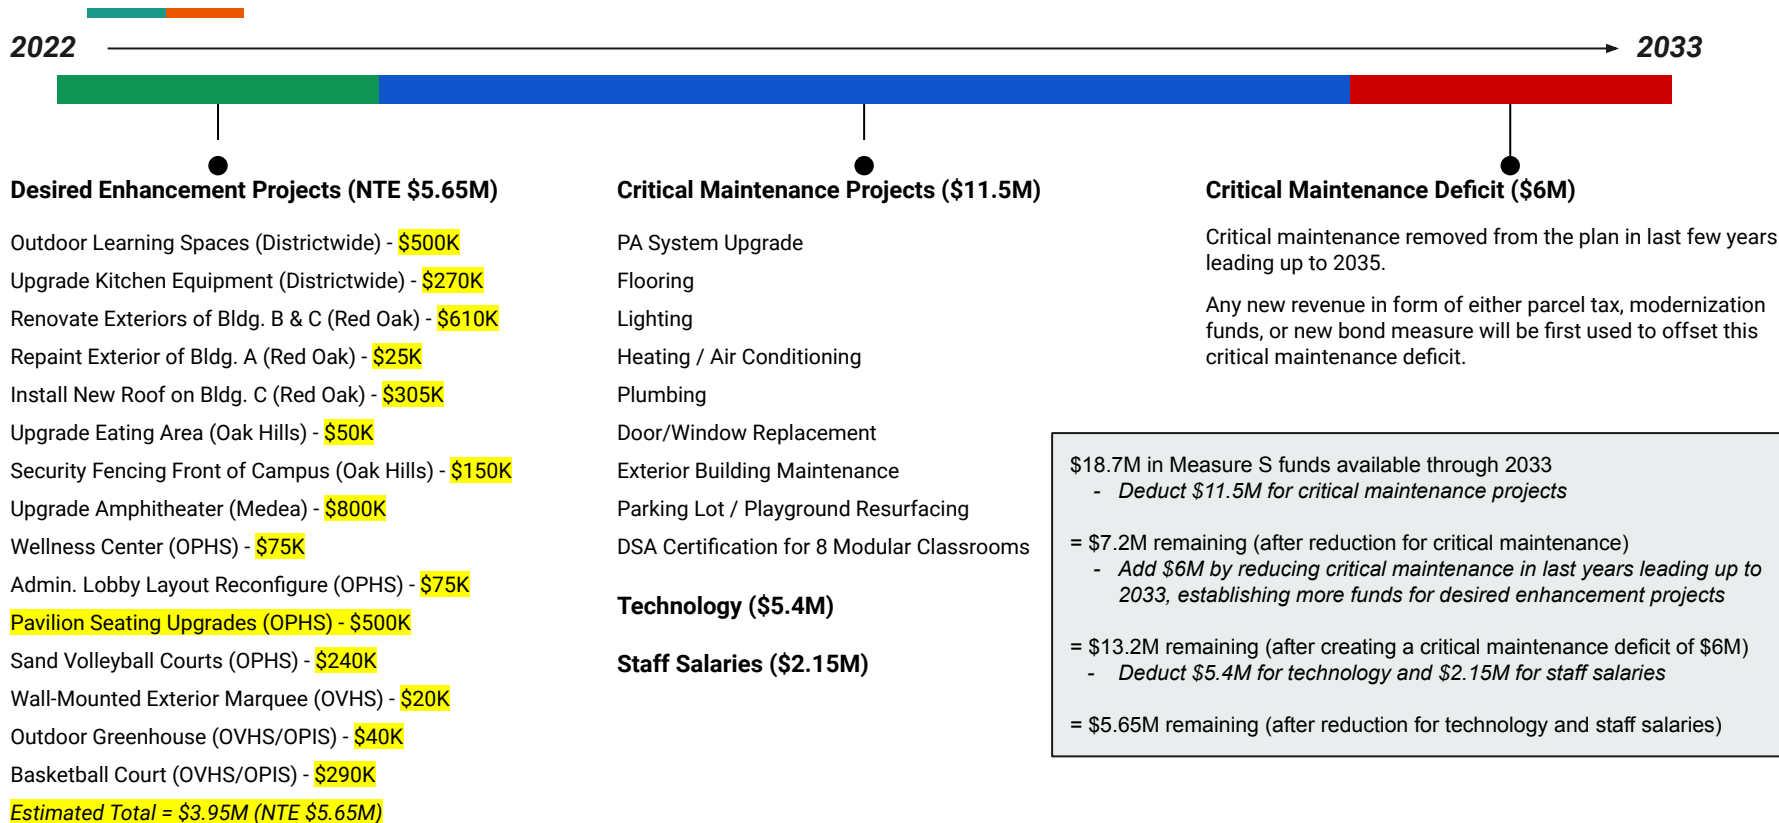 2022
2033
Desired Enhancement Projects (NTE $5.65M)
Outdoor Learning Spaces (Districtwide) - $500K
Upgrade Kitchen Equipment (Districtwide) - $270K
Renovate Exteriors of Bldg. B & C (Red Oak) - $610K
Repaint Exterior of Bldg. A (Red Oak) - $25K
Install New Roof on Bldg. C (Red Oak) - $305K
Upgrade Eating Area (Oak Hills) - $50K
Security Fencing Front of Campus (Oak Hills) - $150K
Upgrade Amphitheater (Medea) - $800K
Wellness Center (OPHS) - $75K
Admin. Lobby Layout Reconfigure (OPHS) - $75K
Pavilion Seating Upgrades (OPHS) - $500K
Sand Volleyball Courts (OPHS) - $240K
Wall-Mounted Exterior Marquee (OVHS) - $20K
Outdoor Greenhouse (OVHS/OPIS) - $40K
Basketball Court (OVHS/OPIS) - $290K
Estimated Total = $3.95M (NTE $5.65M)
Critical Maintenance Projects ($11.5M)
PA System Upgrade
Flooring
Lighting
Heating / Air Conditioning
Plumbing
Door/Window Replacement
Exterior Building Maintenance
Parking Lot / Playground Resurfacing
DSA Certification for 8 Modular Classrooms
Technology ($5.4M)
Staff Salaries ($2.15M)
Critical Maintenance Deficit ($6M)
Critical maintenance removed from the plan in last few years
leading up to 2035.
Any new revenue in form of either parcel tax, modernization
funds, or new bond measure will be first used to offset this
critical maintenance deficit.
$18.7M in Measure S funds available through 2033
- Deduct $11.5M for critical maintenance projects
= $7.2M remaining (after reduction for critical maintenance)
- Add $6M by reducing critical maintenance in last years leading up to
2033, establishing more funds for desired enhancement projects
= $13.2M remaining (after creating a critical maintenance deficit of $6M)
- Deduct $5.4M for technology and $2.15M for staff salaries
= $5.65M remaining (after reduction for technology and staff salaries)